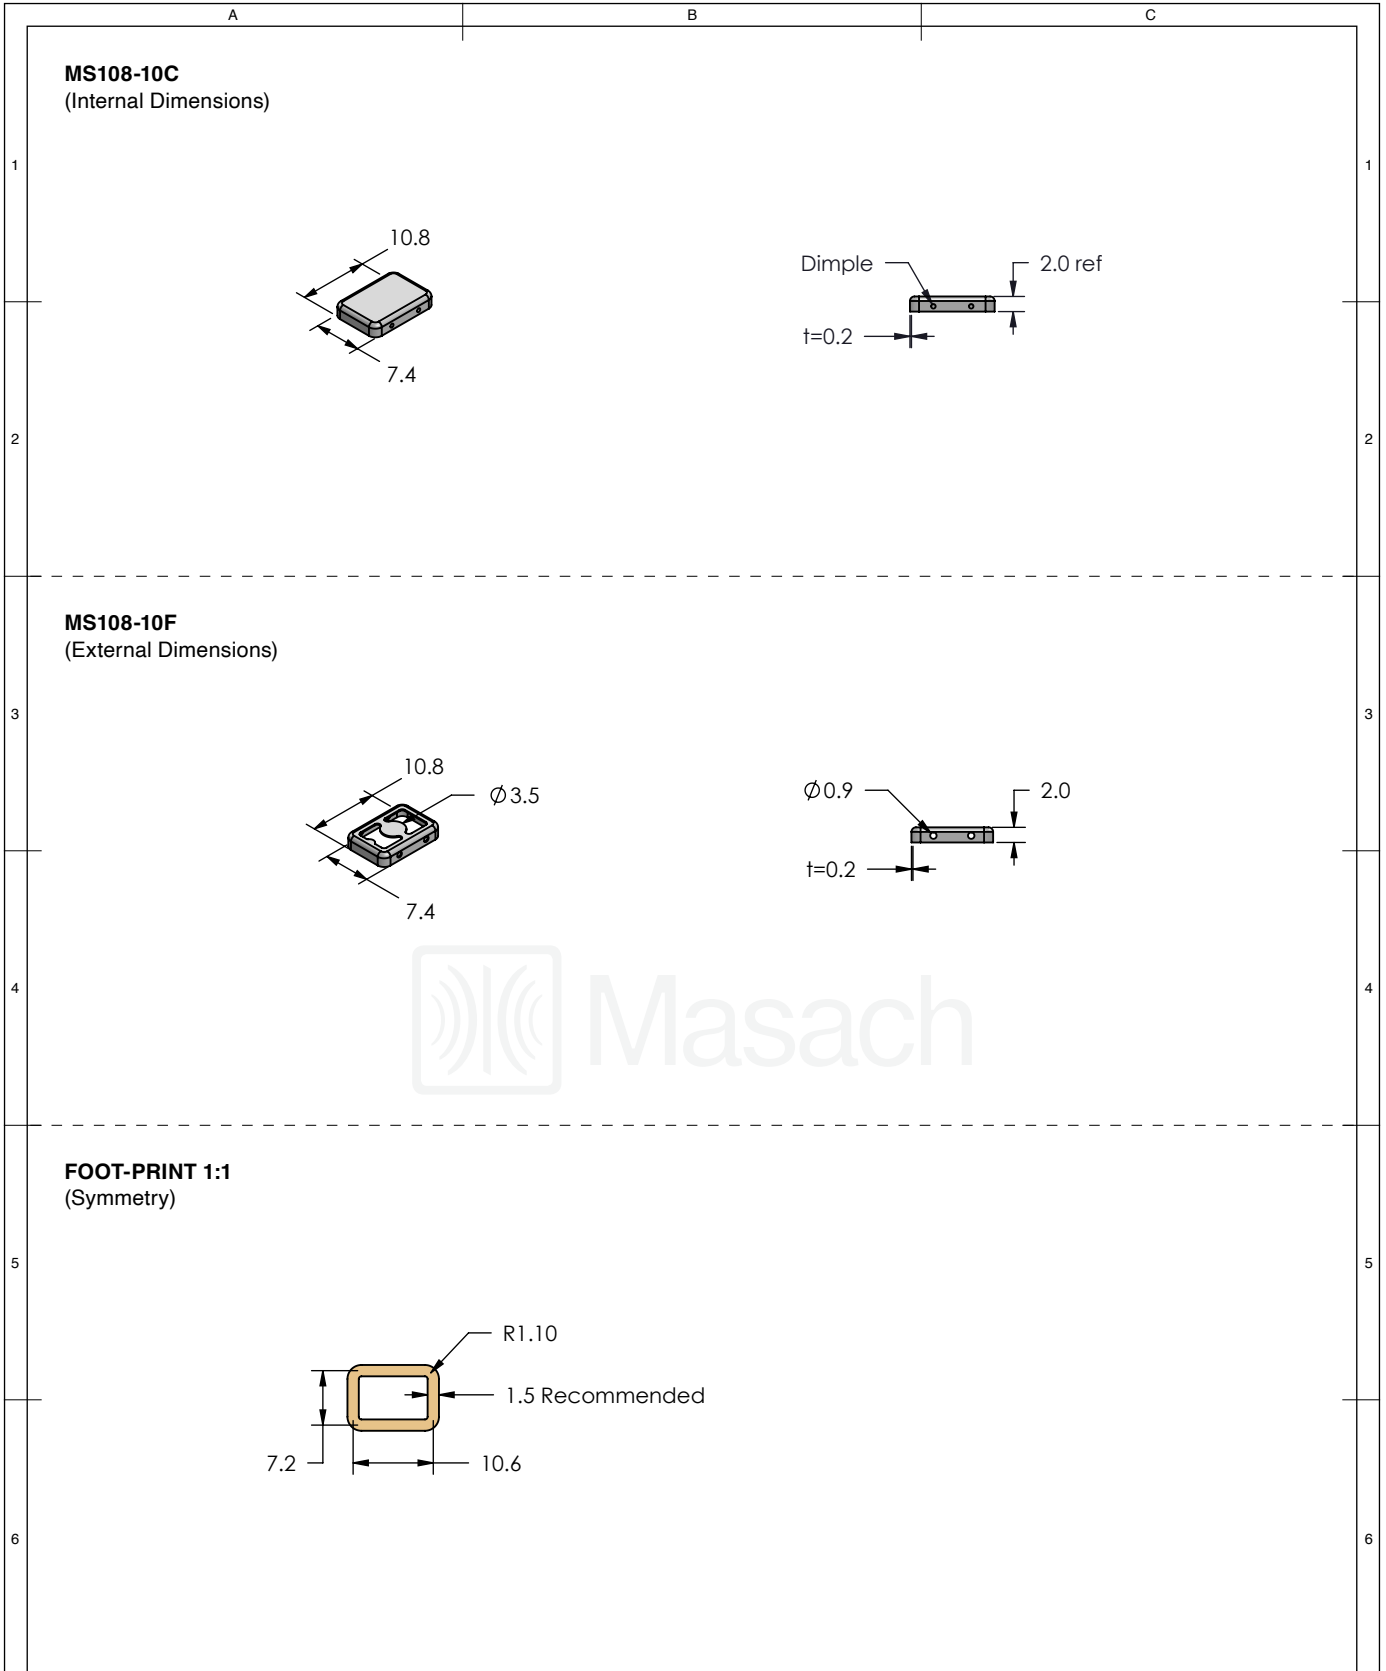 A B C
MS108-10C
(Internal Dimensions)
1 1
10.8
7.4
Dimple
2.0 ref
t=0.2
2 2
MS108-10F
(External Dimensions)
3 3
10.8
Ø3.5
7.4
Ø0.9
2.0
t=0.2
4 4
Masach
FOOT-PRINT 1:1
(Symmetry)
5 5
R1.10
1.5 Recommended
7.2
10.6
6 6